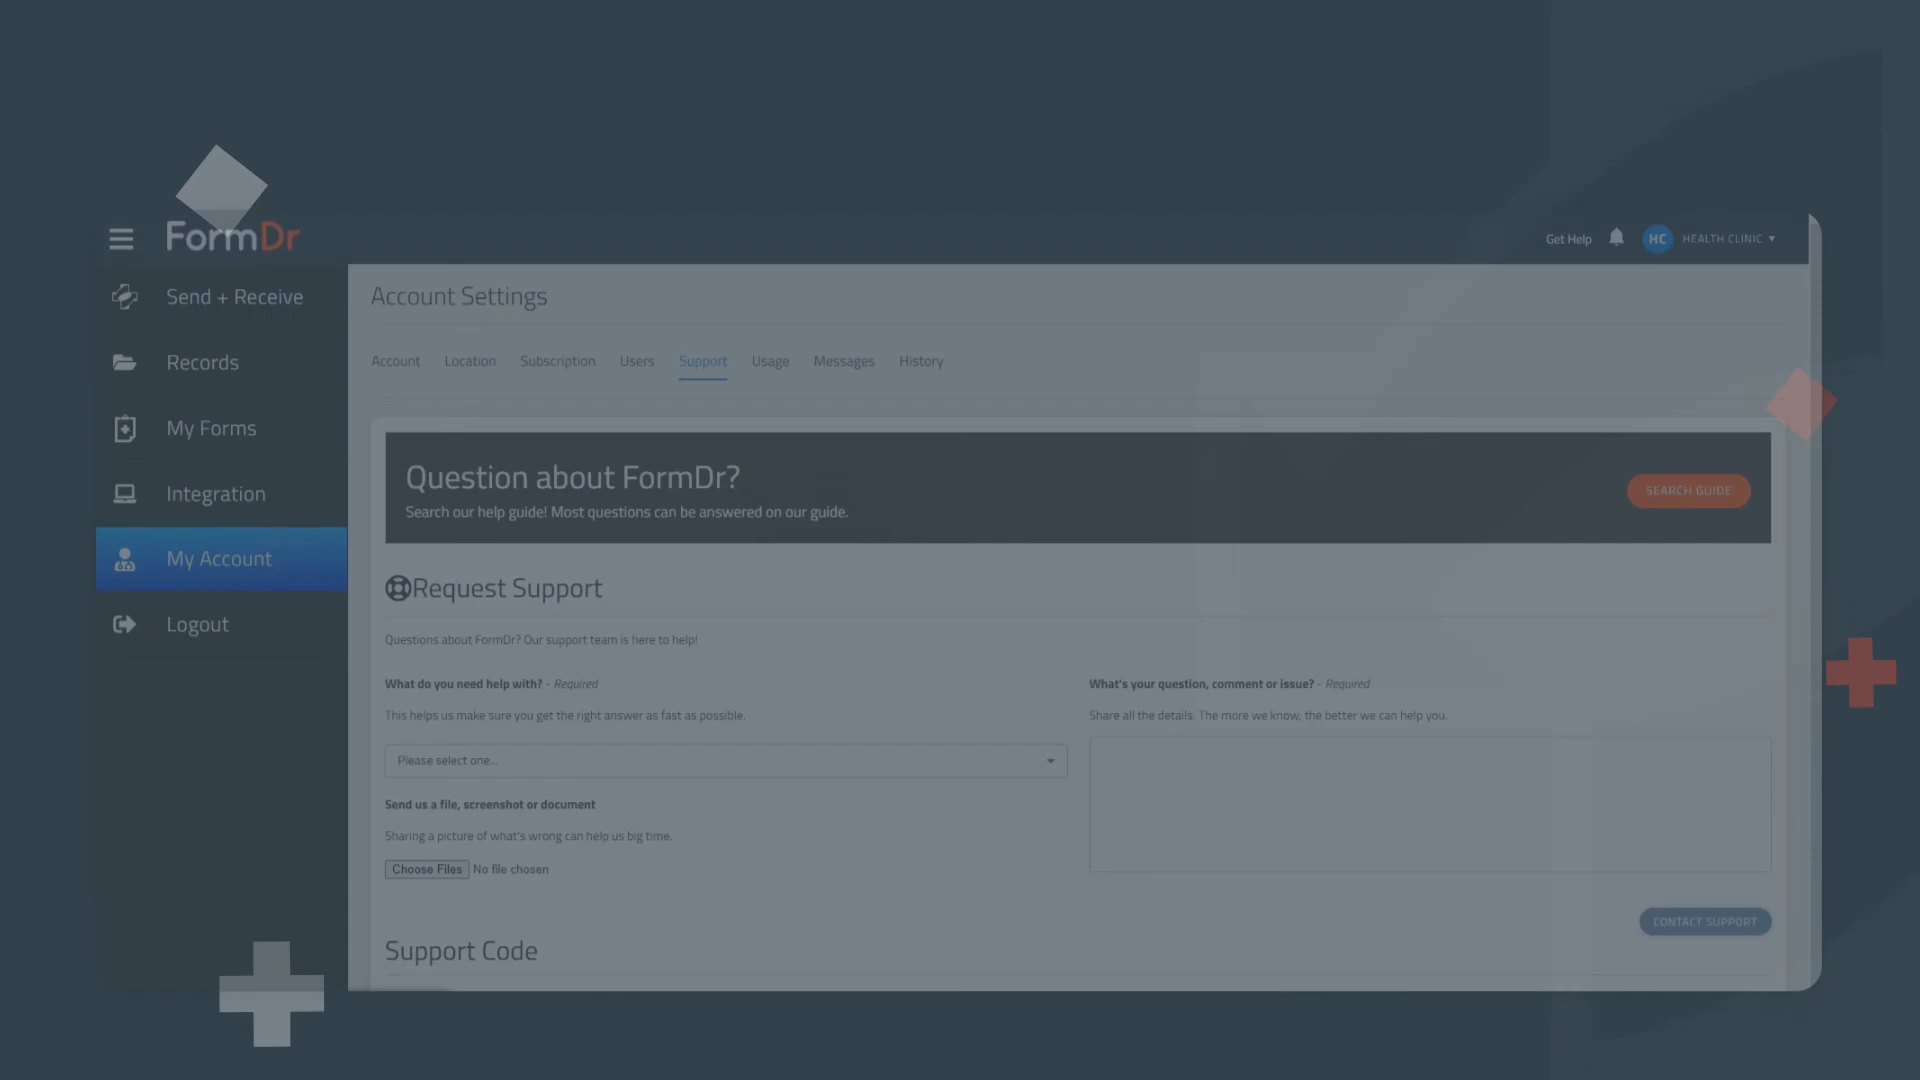 FormDr
Get Help
HC
HEALTH CLINIC
Send + Receive
Records
My Forms
Integration
My Account
Logout
Account Settings
Account Location Subscription Users Support Usage Messages History
Question about FormDr?
Search our help guide! Most questions can be answered on our guide.
SEARCH GUIDE
Request Support
Questions about FormDr? Our support team is here to help!
What do you need help with? - Required
This helps us make sure you get the right answer as fast as possible.
Please select one...
Send us a file, screenshot or document
Sharing a picture of what's wrong can help us big time.
Choose Files No file chosen
What's your question, comment or issue? - Required
Share all the details. The more we know, the better we can help you.
CONTACT SUPPORT
Support Code